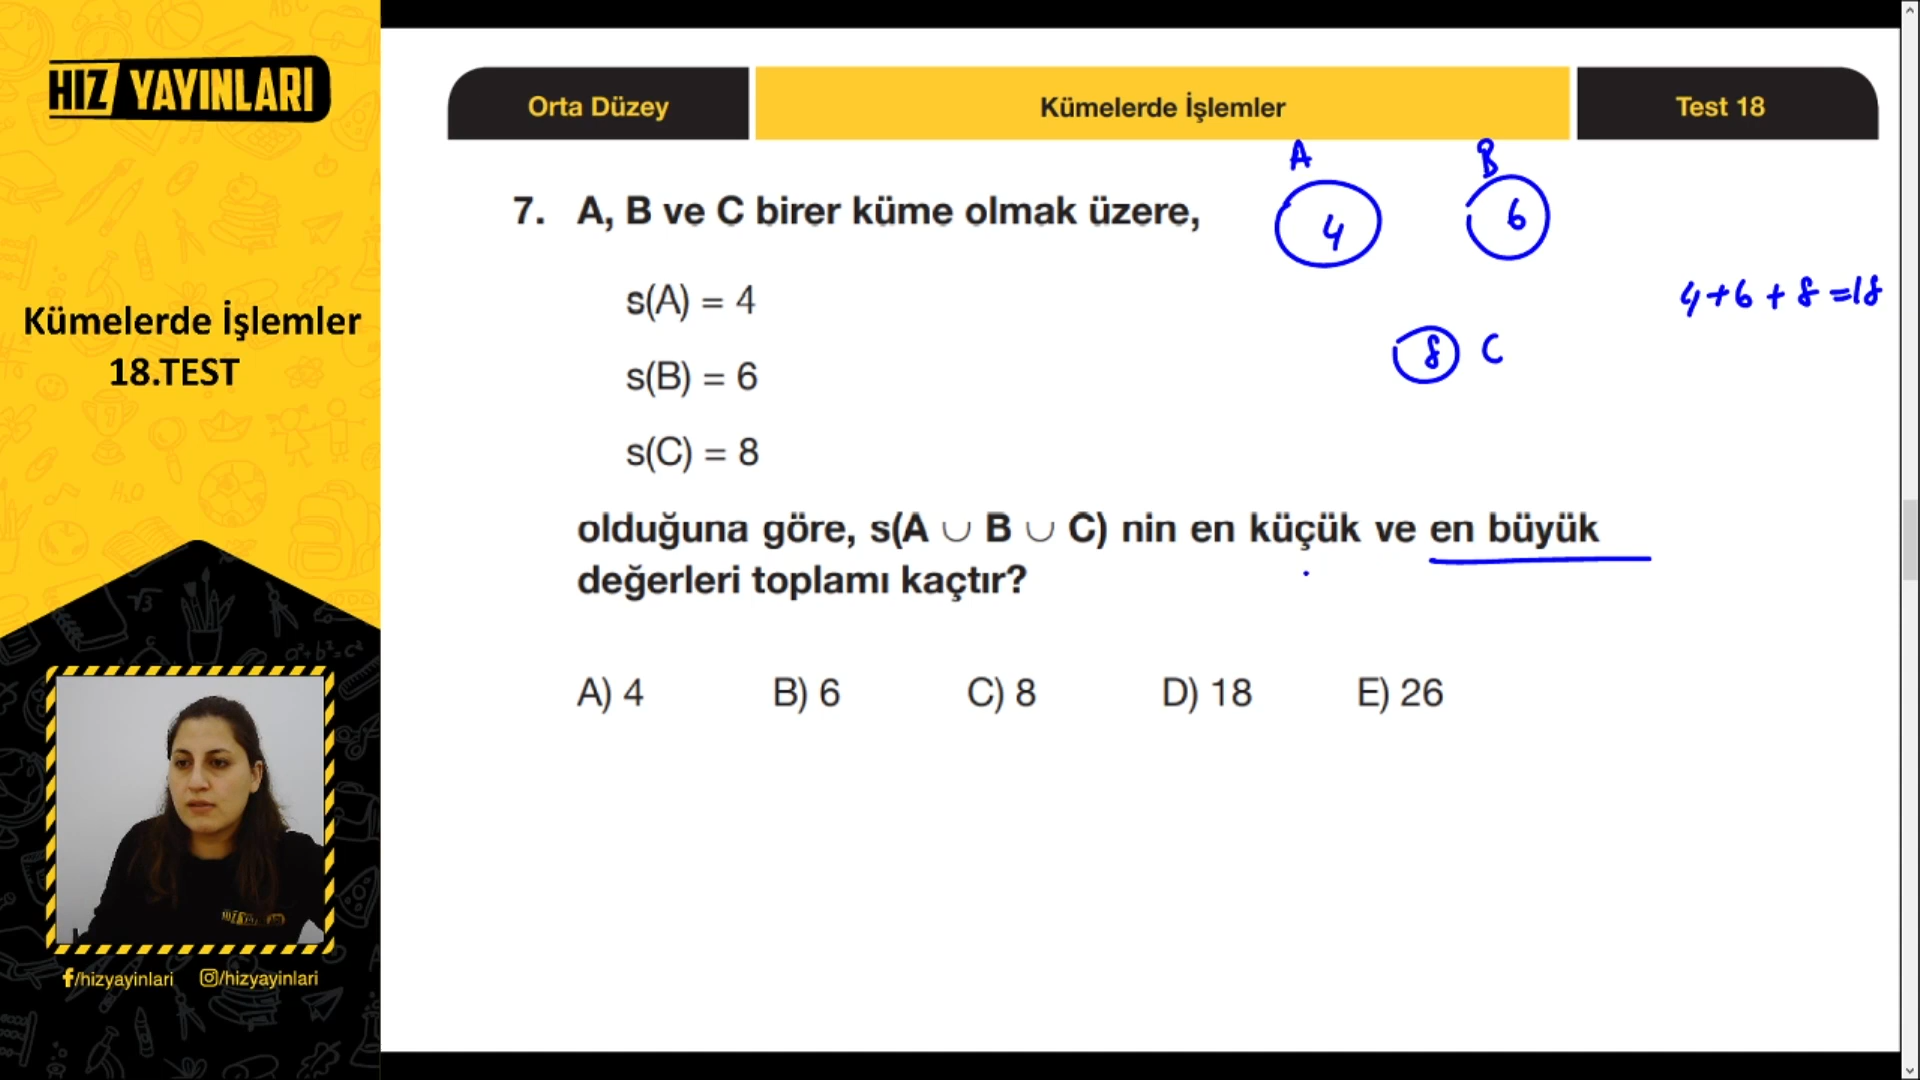 HIZ YAYINLARI
Kümelerde İşlemler
18.TEST
f/hizyayinlari /hizyayinlari
Orta Düzey Kümelerde İşlemler Test 18
A B
7. A, B ve C birer küme olmak üzere,
4 6
s(A) = 4
4+6+8=18
8 C
s(B) = 6
s(C) = 8
olduğuna göre, s(A ∪ B ∪ C) nin en küçük ve en büyük
değerleri toplamı kaçtır?
A) 4 B) 6 C) 8 D) 18 E) 26